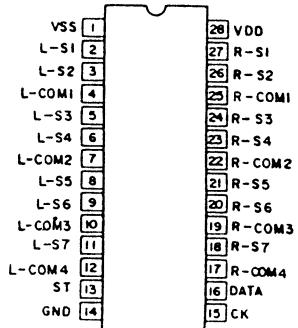 VSS 1 28 VDD
L-S1 2 27 R-S1
L-S2 3 26 R-S2
L-COM1 4 25 R-COM1
L-S3 5 24 R-S3
L-S4 6 23 R-S4
L-COM2 7 22 R-COM2
L-S5 8 21 R-S5
L-S6 9 20 R-S6
L-COM3 10 19 R-COM3
L-S7 11 18 R-S7
L-COM4 12 17 R-COM4
ST 13 16 DATA
GND 14 15 CK